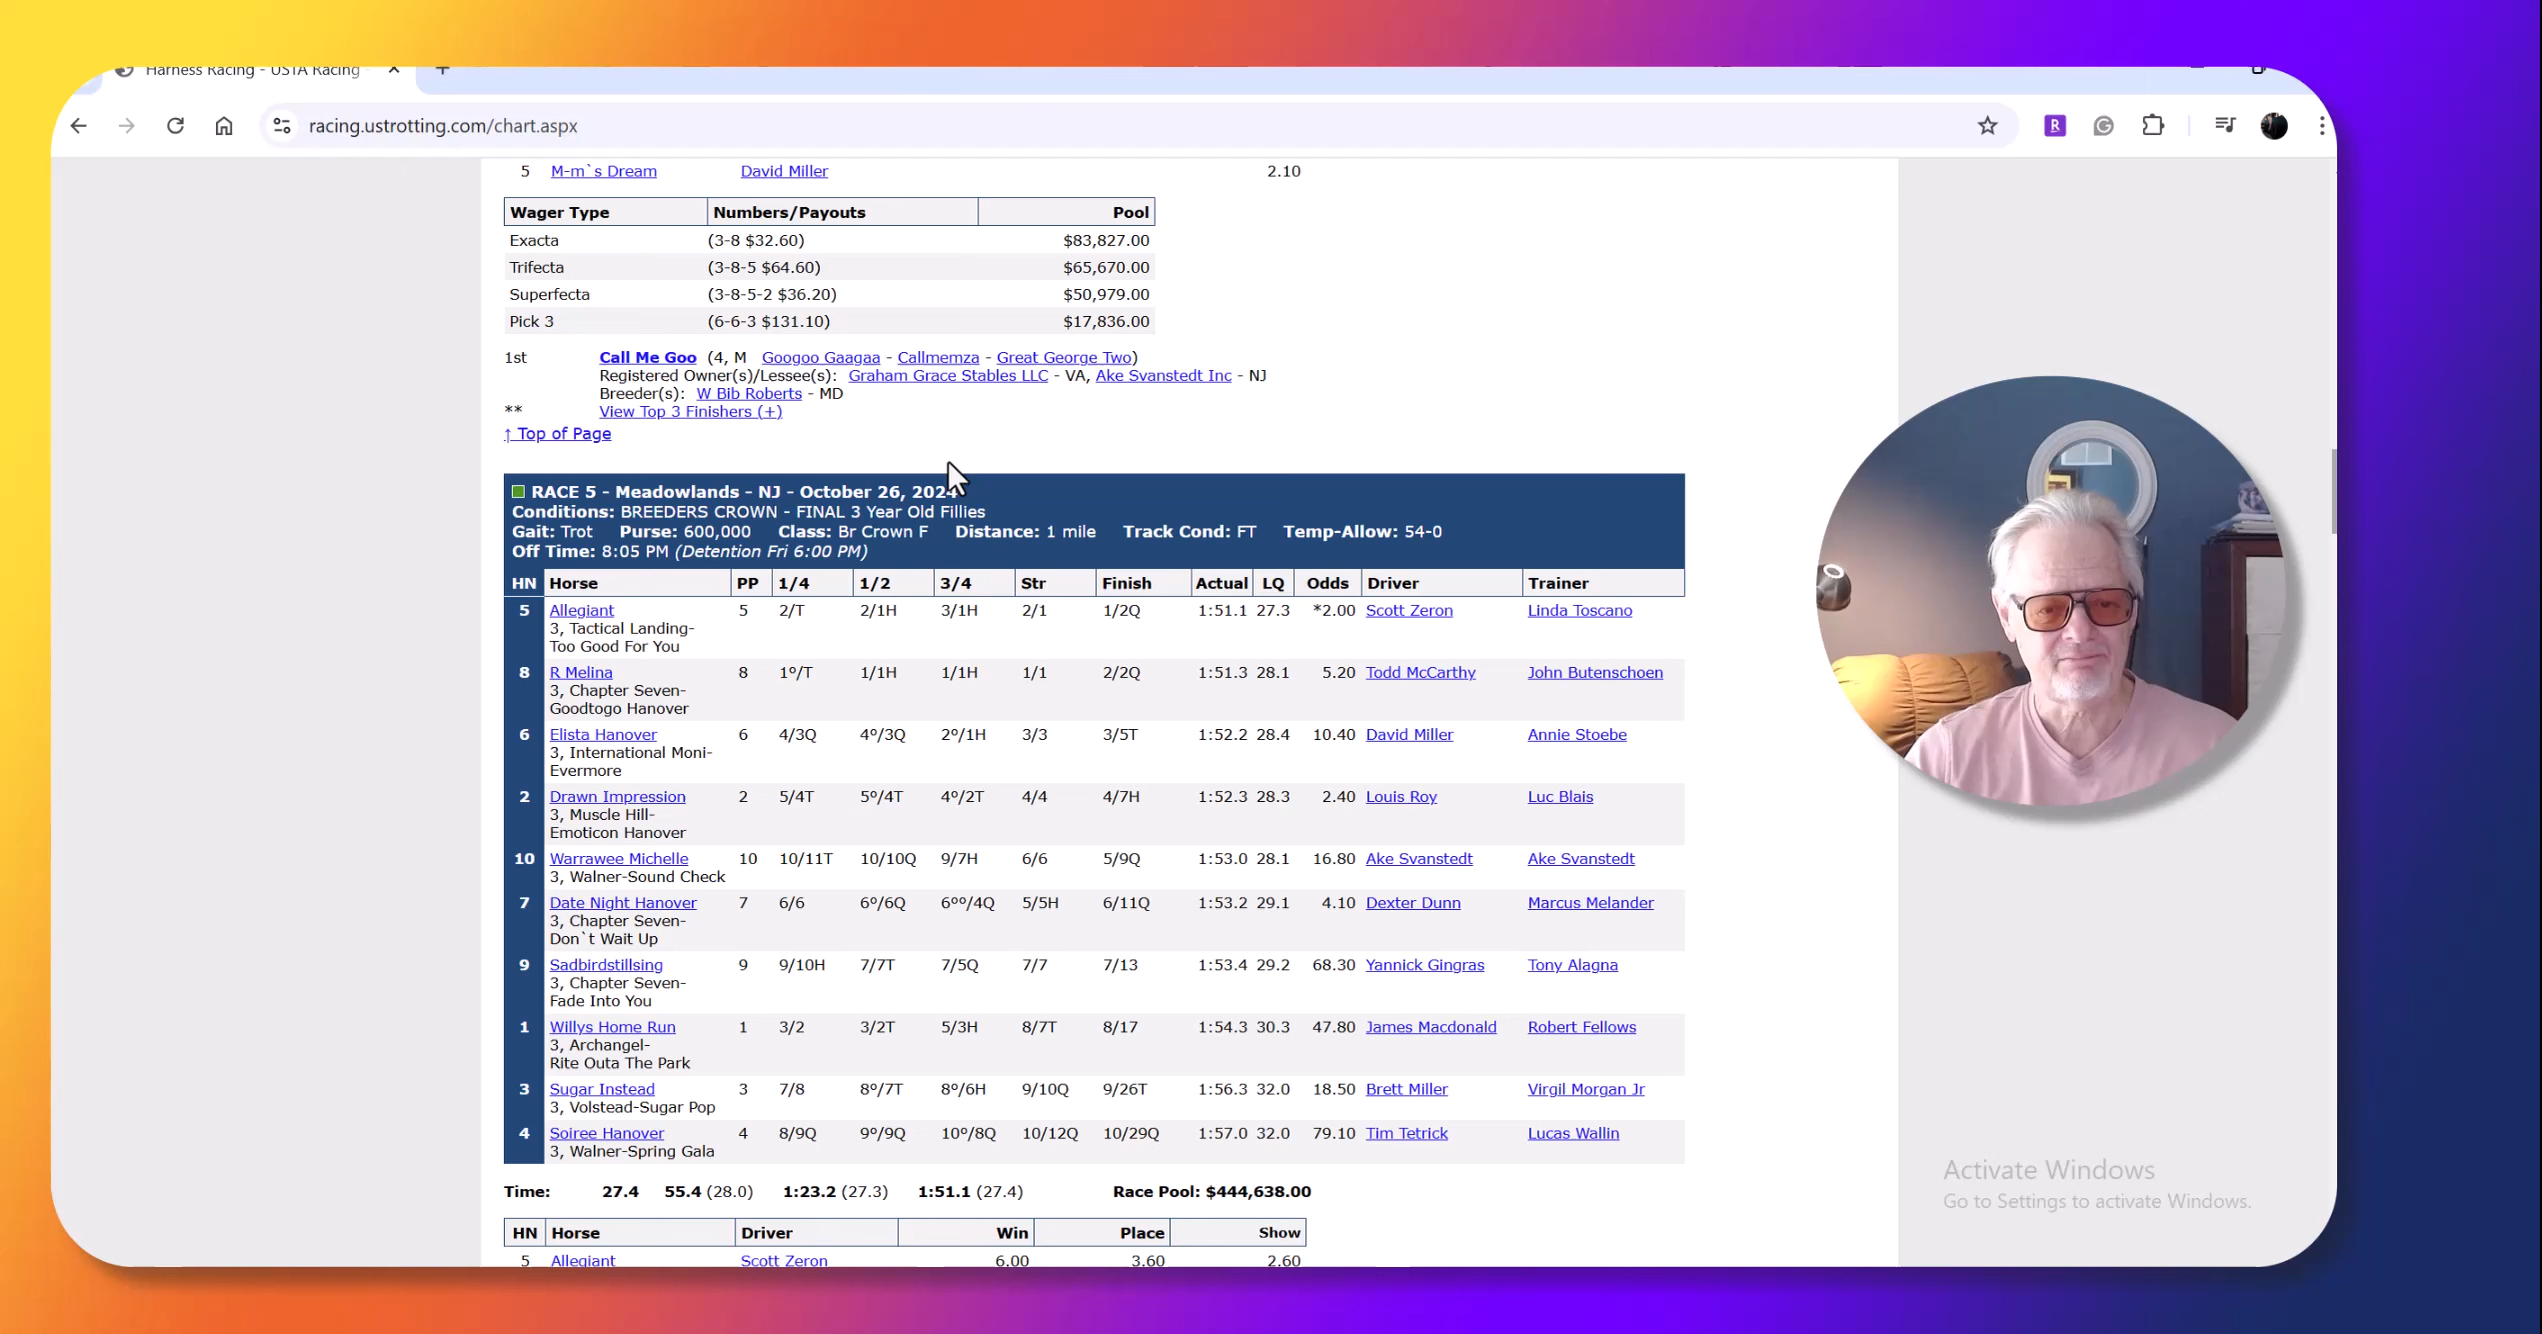 Harness Racing - USTA Racing
racing.ustrotting.com/chart.aspx
5 M-m`s Dream David Miller 2.10
Wager Type Numbers/Payouts Pool
Exacta (3-8 $32.60) $83,827.00
Trifecta (3-8-5 $64.60) $65,670.00
Superfecta (3-8-5-2 $36.20) $50,979.00
Pick 3 (6-6-3 $131.10) $17,836.00
1st Call Me Goo (4, M Googoo Gaagaa - Callmemza - Great George Two)
Registered Owner(s)/Lessee(s): Graham Grace Stables LLC - VA, Ake Svanstedt Inc - NJ
Breeder(s): W Bib Roberts - MD
** View Top 3 Finishers (+)
↑ Top of Page
RACE 5 - Meadowlands - NJ - October 26, 2024
Conditions: BREEDERS CROWN - FINAL 3 Year Old Fillies
Gait: Trot Purse: 600,000 Class: Br Crown F Distance: 1 mile Track Cond: FT Temp-Allow: 54-0
Off Time: 8:05 PM (Detention Fri 6:00 PM)
HN Horse PP 1/4 1/2 3/4 Str Finish Actual LQ Odds Driver Trainer
5 Allegiant 5 2/T 2/1H 3/1H 2/1 1/2Q 1:51.1 27.3 *2.00 Scott Zeron Linda Toscano
3, Tactical Landing-
Too Good For You
8 R Melina 8 1º/T 1/1H 1/1H 1/1 2/2Q 1:51.3 28.1 5.20 Todd McCarthy John Butenschoen
3, Chapter Seven-
Goodtogo Hanover
6 Elista Hanover 6 4/3Q 4º/3Q 2º/1H 3/3 3/5T 1:52.2 28.4 10.40 David Miller Annie Stoebe
3, International Moni-
Evermore
2 Drawn Impression 2 5/4T 5º/4T 4º/2T 4/4 4/7H 1:52.3 28.3 2.40 Louis Roy Luc Blais
3, Muscle Hill-
Emoticon Hanover
10 Warrawee Michelle 10 10/11T 10/10Q 9/7H 6/6 5/9Q 1:53.0 28.1 16.80 Ake Svanstedt Ake Svanstedt
3, Walner-Sound Check
7 Date Night Hanover 7 6/6 6º/6Q 6ºº/4Q 5/5H 6/11Q 1:53.2 29.1 4.10 Dexter Dunn Marcus Melander
3, Chapter Seven-
Don`t Wait Up
9 Sadbirdstillsing 9 9/10H 7/7T 7/5Q 7/7 7/13 1:53.4 29.2 68.30 Yannick Gingras Tony Alagna
3, Chapter Seven-
Fade Into You
1 Willys Home Run 1 3/2 3/2T 5/3H 8/7T 8/17 1:54.3 30.3 47.80 James Macdonald Robert Fellows
3, Archangel-
Rite Outa The Park
3 Sugar Instead 3 7/8 8º/7T 8º/6H 9/10Q 9/26T 1:56.3 32.0 18.50 Brett Miller Virgil Morgan Jr
3, Volstead-Sugar Pop
4 Soiree Hanover 4 8/9Q 9º/9Q 10º/8Q 10/12Q 10/29Q 1:57.0 32.0 79.10 Tim Tetrick Lucas Wallin
3, Walner-Spring Gala
Time: 27.4 55.4 (28.0) 1:23.2 (27.3) 1:51.1 (27.4) Race Pool: $444,638.00
HN Horse Driver Win Place Show
5 Allegiant Scott Zeron 6.00 3.60 2.60
Activate Windows
Go to Settings to activate Windows.